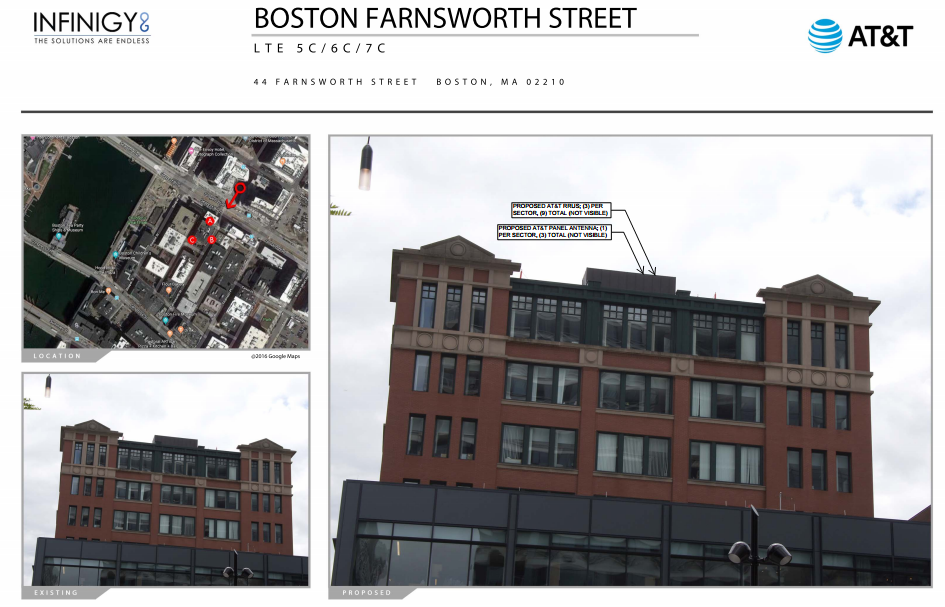 INFINIGY
THE SOLUTIONS ARE ENDLESS
BOSTON FARNSWORTH STREET
LTE 5C/6C/7C
44 FARNSWORTH STREET BOSTON, MA 02210
AT&T
A
C
B
LOCATION
©2016 Google Maps
EXISTING
PROPOSED AT&T RRUS; (3) PER
SECTOR, (9) TOTAL (NOT VISIBLE)
PROPOSED AT&T PANEL ANTENNA; (1)
PER SECTOR, (3) TOTAL (NOT VISIBLE)
PROPOSED